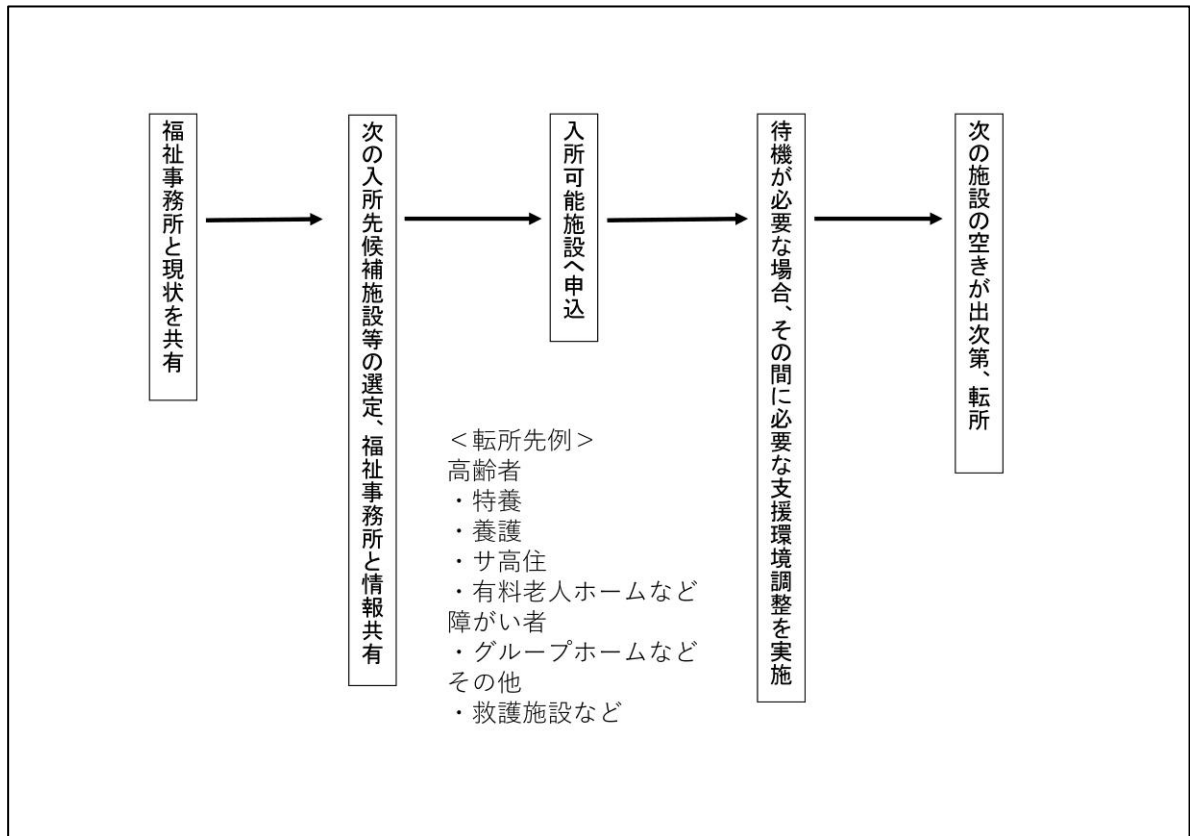 福祉事務所と現状を共有
次の入所先候補施設等の選定、福祉事務所と情報共有
入所可能施設へ申込
＜転所先例＞
高齢者
・特養
・養護
・サ高住
・有料老人ホームなど
障がい者
・グループホームなど
その他
・救護施設など
待機が必要な場合、その間に必要な支援環境調整を実施
次の施設の空きが出次第、転所